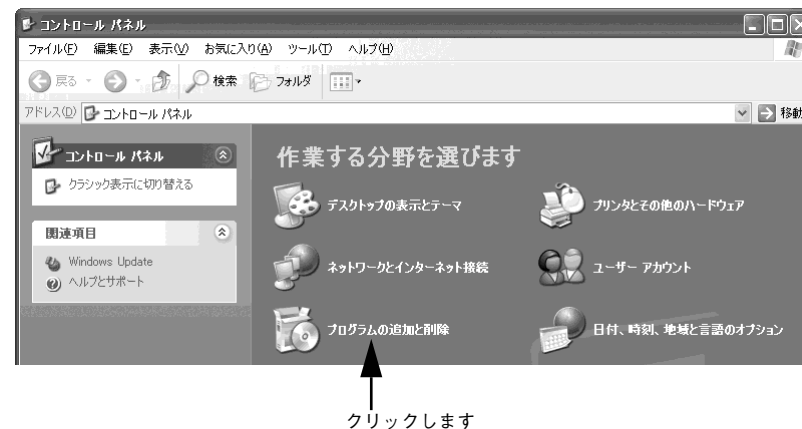 コントロール パネル
ファイル(F) 編集(E) 表示(V) お気に入り(A) ツール(T) ヘルプ(H)
戻る 検索 フォルダ
アドレス(D) コントロール パネル 移動
コントロール パネル
クラシック表示に切り替える
関連項目
Windows Update
ヘルプとサポート
作業する分野を選びます
デスクトップの表示とテーマ
プリンタとその他のハードウェア
ネットワークとインターネット接続
ユーザー アカウント
プログラムの追加と削除
日付、時刻、地域と言語のオプション
クリックします